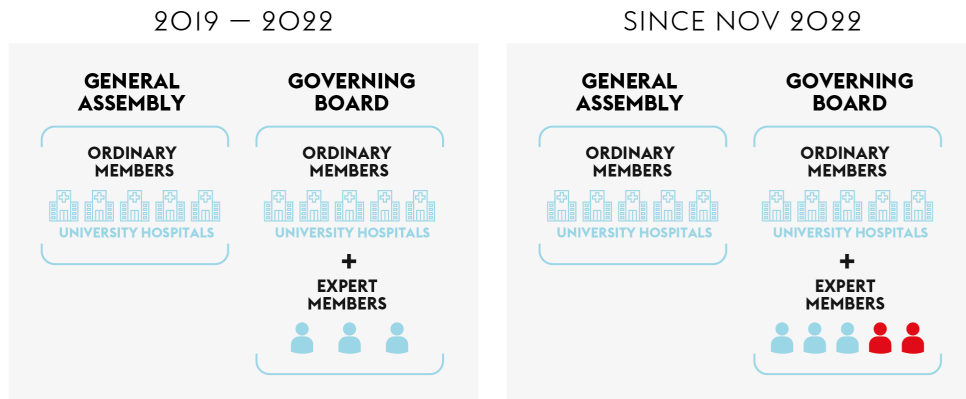 2019 — 2022
GENERAL
ASSEMBLY
ORDINARY
MEMBERS
UNIVERSITY HOSPITALS
GOVERNING
BOARD
ORDINARY
MEMBERS
UNIVERSITY HOSPITALS
+
EXPERT
MEMBERS
SINCE NOV 2022
GENERAL
ASSEMBLY
ORDINARY
MEMBERS
UNIVERSITY HOSPITALS
GOVERNING
BOARD
ORDINARY
MEMBERS
UNIVERSITY HOSPITALS
+
EXPERT
MEMBERS